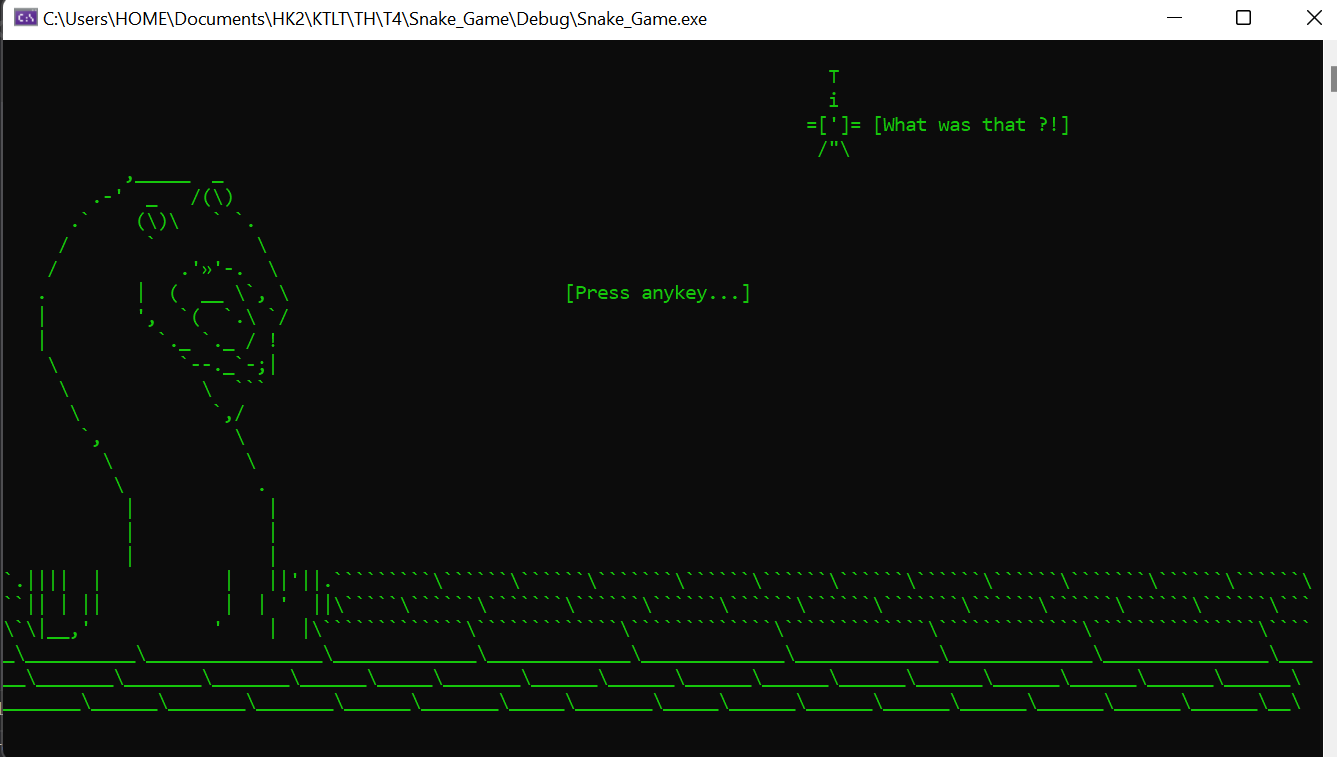 C:\Users\HOME\Documents\HK2\KTLT\TH\T4\Snake_Game\Debug\Snake_Game.exe
[What was that ?!]
[Press anykey...]